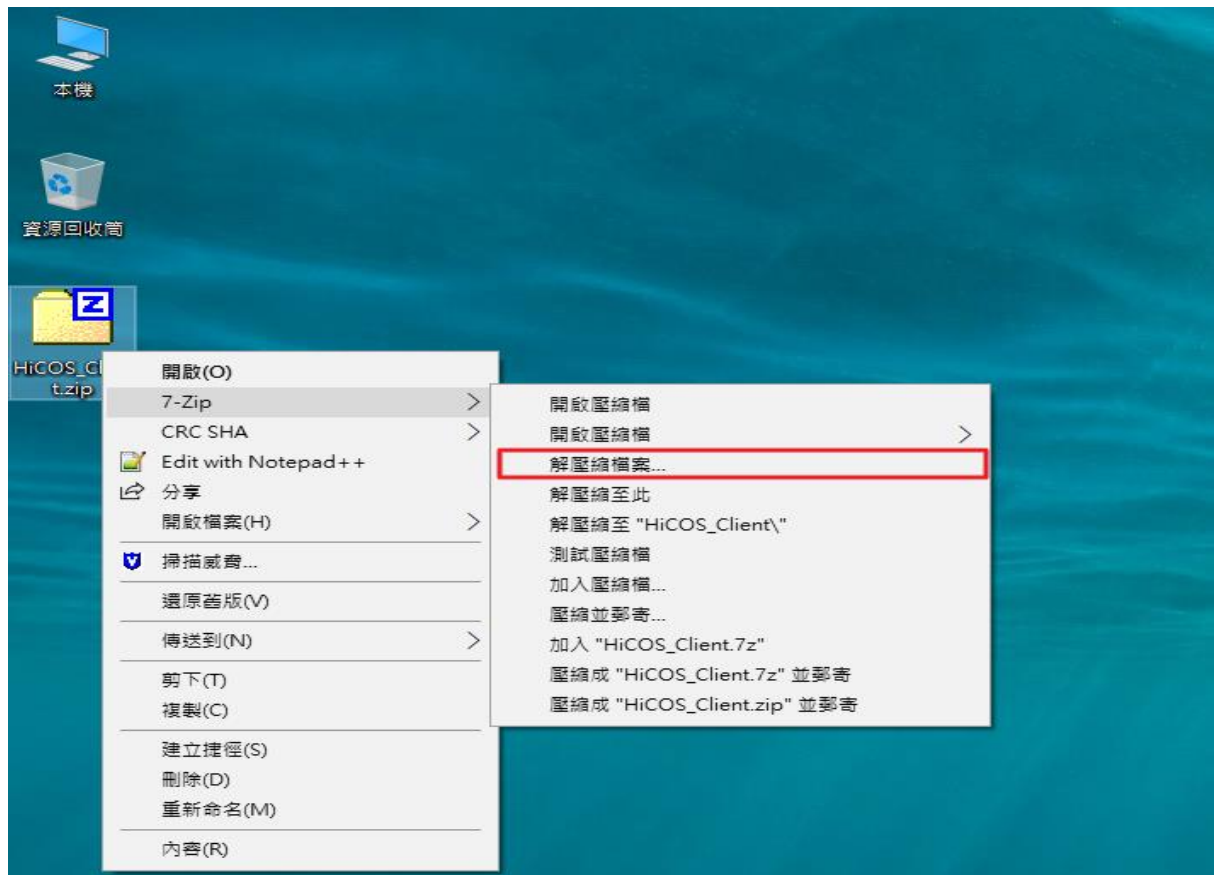 本機
資源回收筒
HiCOS_Cl
t.zip
開啟(O)
7-Zip
CRC SHA
Edit with Notepad++
分享
開啟檔案(H)
掃描威脅...
還原舊版(V)
傳送到(N)
剪下(T)
複製(C)
建立捷徑(S)
刪除(D)
重新命名(M)
內容(R)
開啟壓縮檔
開啟壓縮檔
解壓縮檔案...
解壓縮至此
解壓縮至 "HiCOS_Client\"
測試壓縮檔
加入壓縮檔...
壓縮並郵寄...
加入 "HiCOS_Client.7z"
壓縮成 "HiCOS_Client.7z" 並郵寄
壓縮成 "HiCOS_Client.zip" 並郵寄